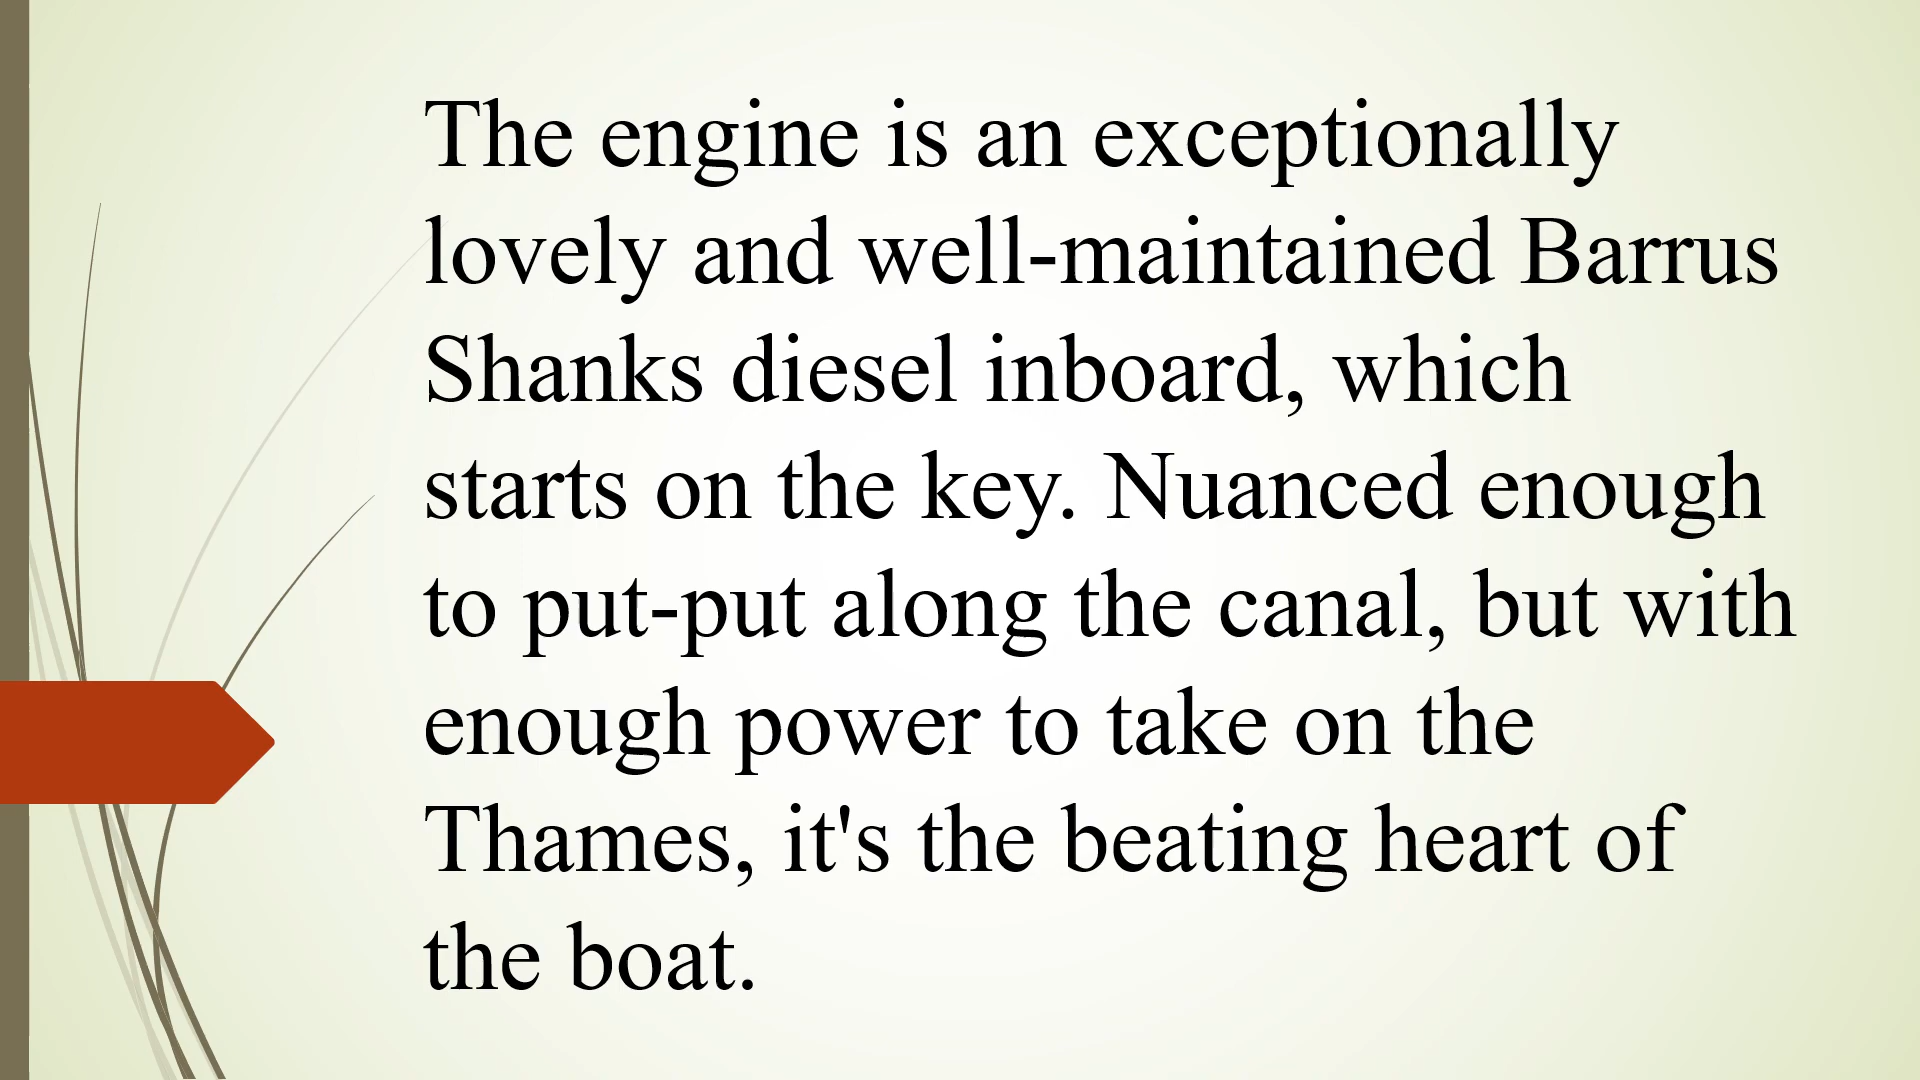 The engine is an exceptionally
lovely and well-maintained Barrus
Shanks diesel inboard, which
starts on the key. Nuanced enough
to put-put along the canal, but with
enough power to take on the
Thames, it's the beating heart of
the boat.